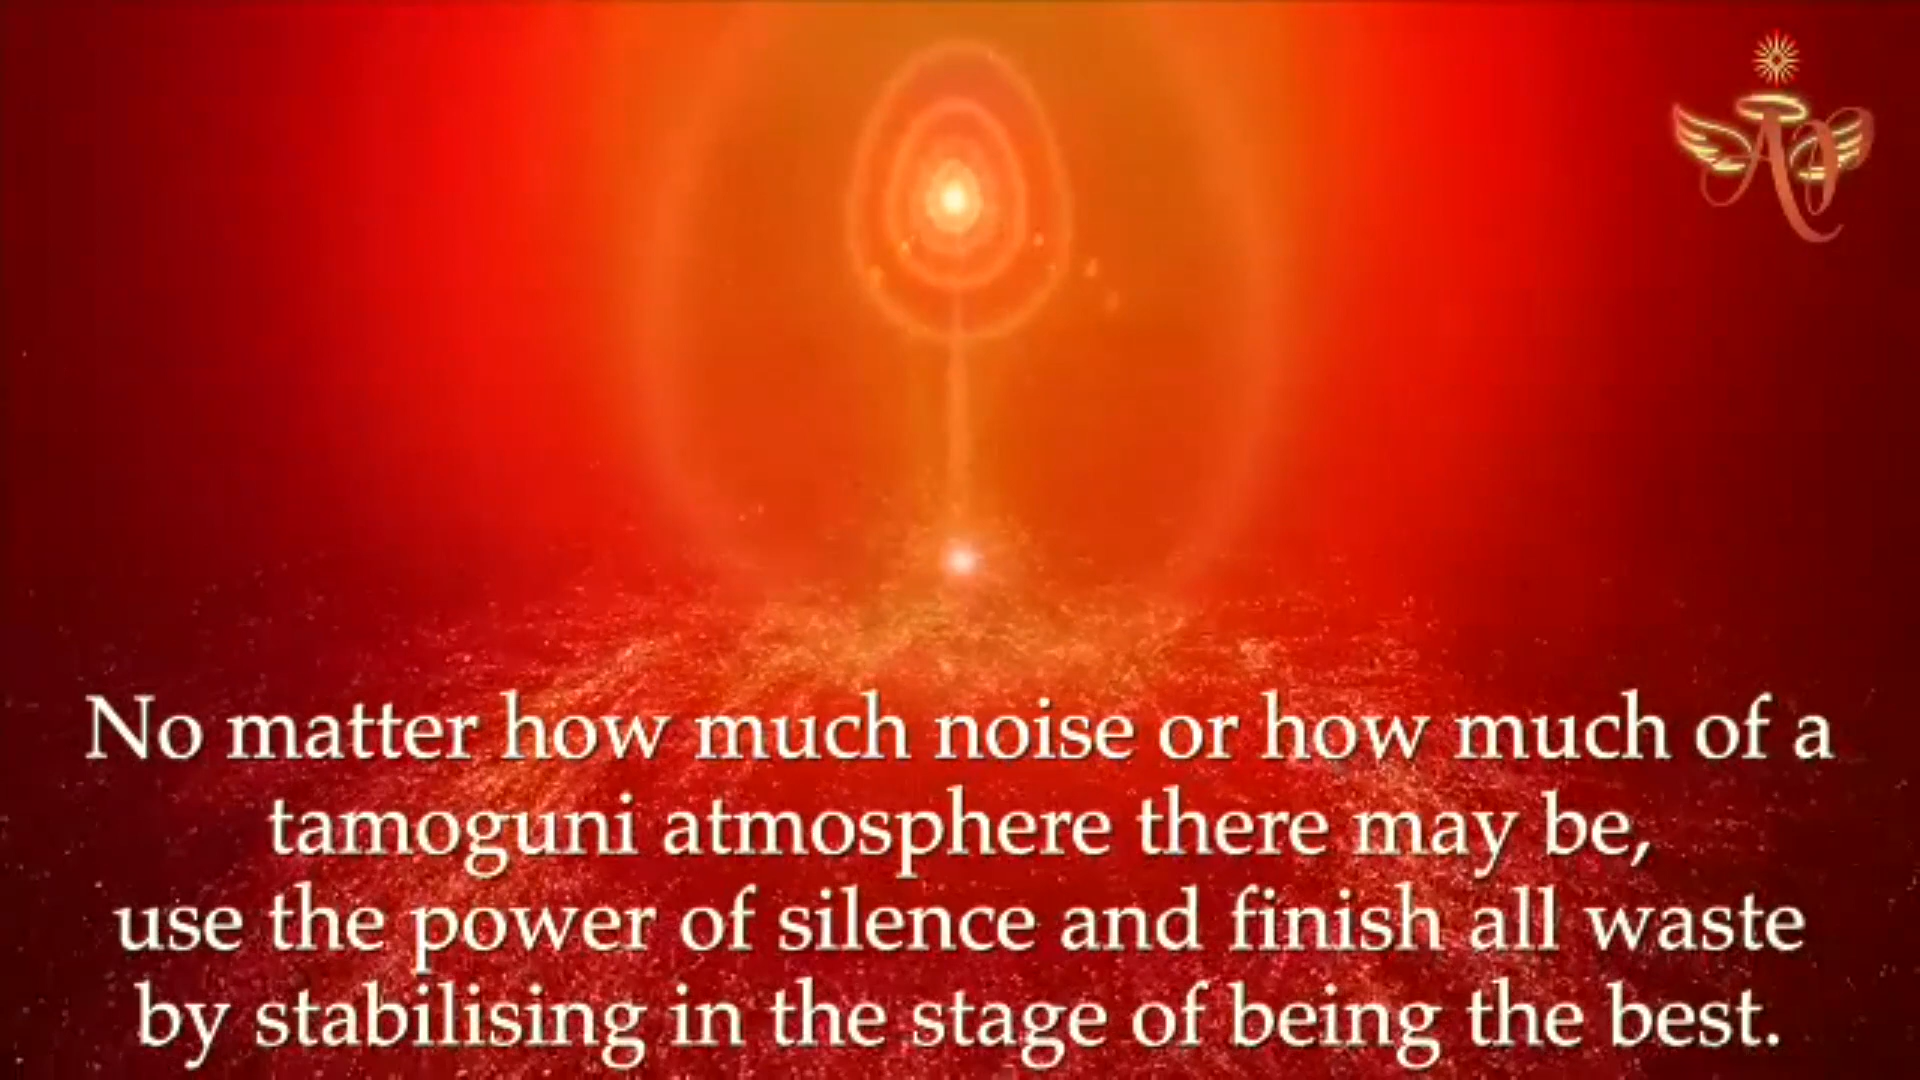 No matter how much noise or how much of a
tamoguni atmosphere there may be,
use the power of silence and finish all waste
by stabilising in the stage of being the best.